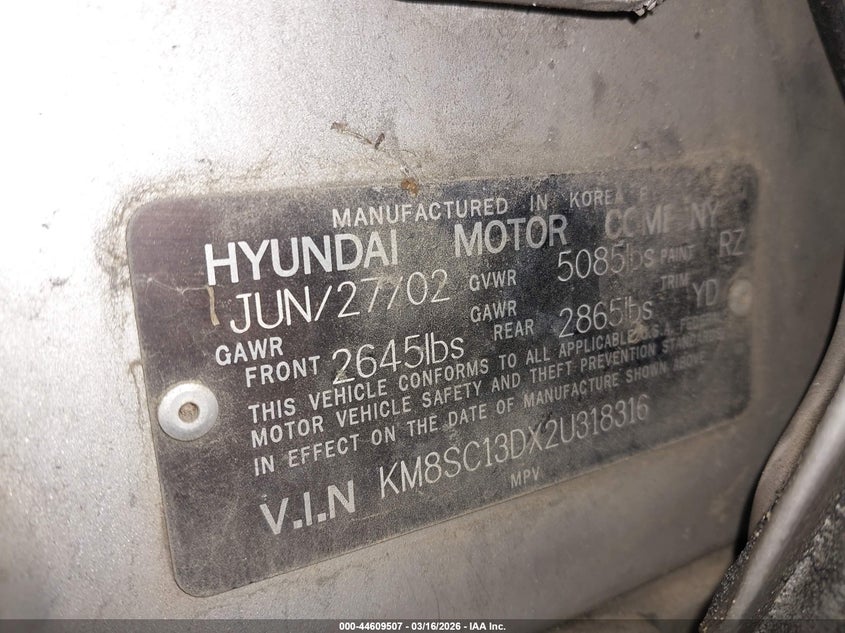 MANUFACTURED IN KOREA
HYUNDAI MOTOR COMPANY
JUN/27/02 GVWR 5085lbs PAINT RZ
GAWR FRONT 2645lbs GAWR REAR 2865lbs TRIM YD
THIS VEHICLE CONFORMS TO ALL APPLICABLE U.S.A. FEDERAL
MOTOR VEHICLE SAFETY AND THEFT PREVENTION STANDARDS
IN EFFECT ON THE DATE OF MANUFACTURE SHOWN ABOVE
V.I.N KM8SC13DX2U318316
MPV
000-44609507 - 03/16/2026 - IAA Inc.